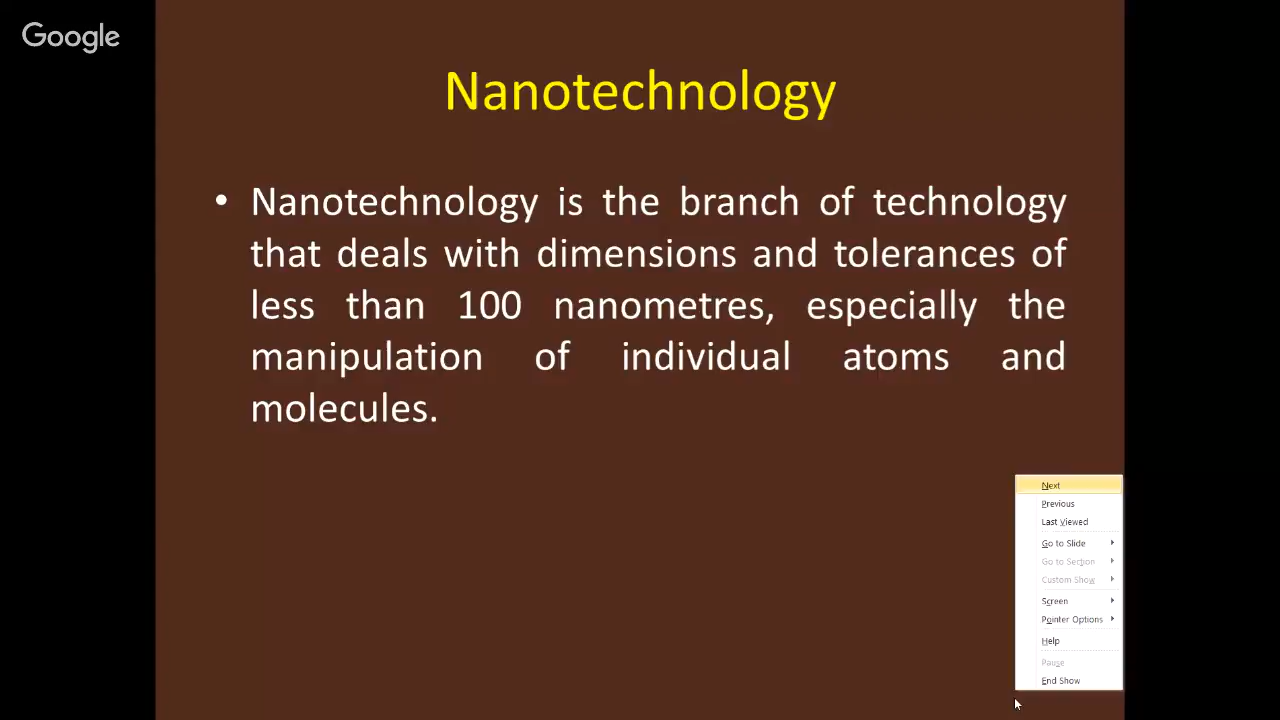 Google
Nanotechnology
• Nanotechnology is the branch of technology
that deals with dimensions and tolerances of
less than 100 nanometres, especially the
manipulation of individual atoms and
molecules.
Next
Previous
Last Viewed
Go to Slide
Go to Section
Custom Show
Screen
Pointer Options
Help
Pause
End Show